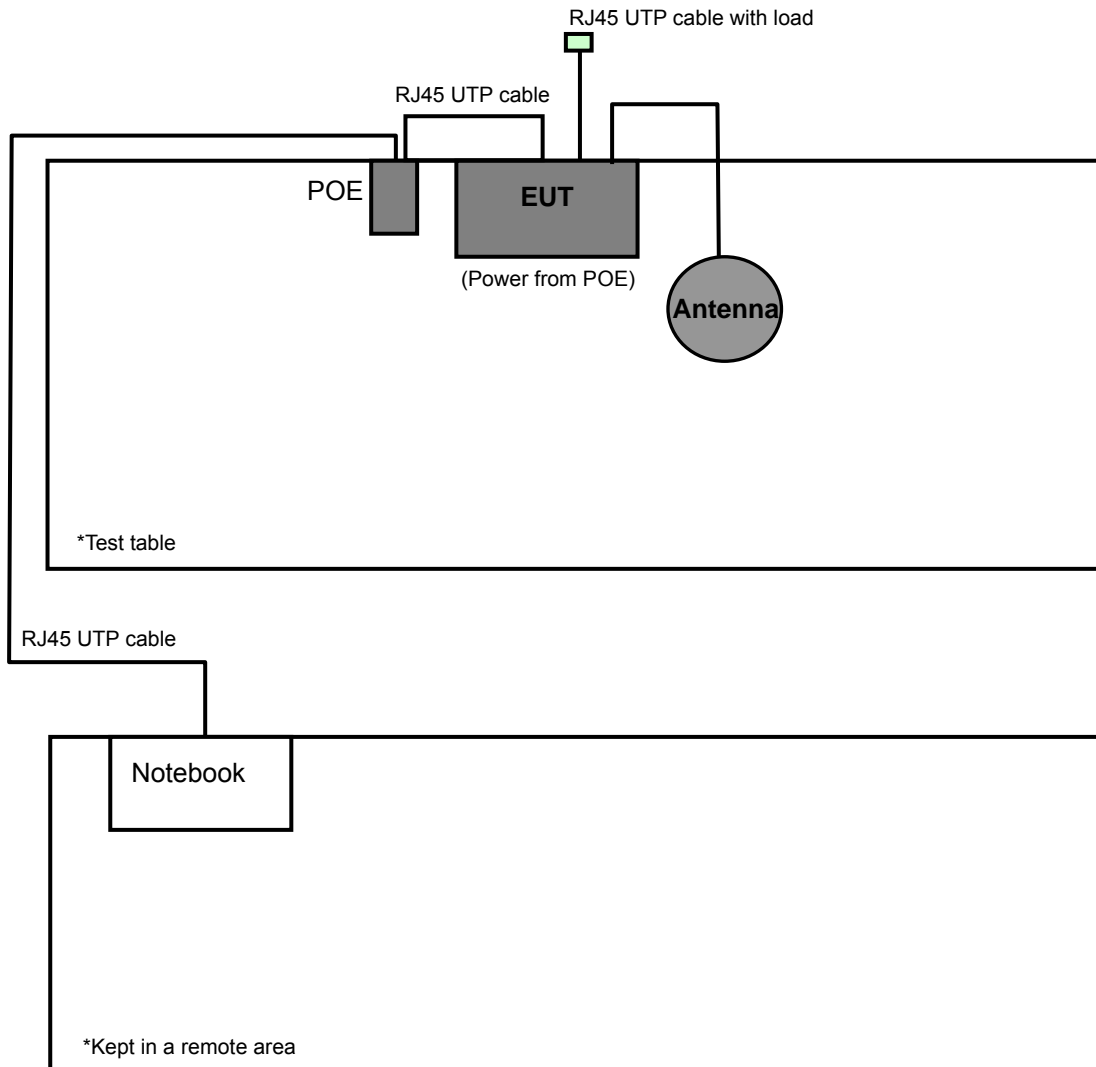 RJ45 UTP cable with load
RJ45 UTP cable
POE
EUT
(Power from POE)
Antenna
*Test table
RJ45 UTP cable
Notebook
*Kept in a remote area